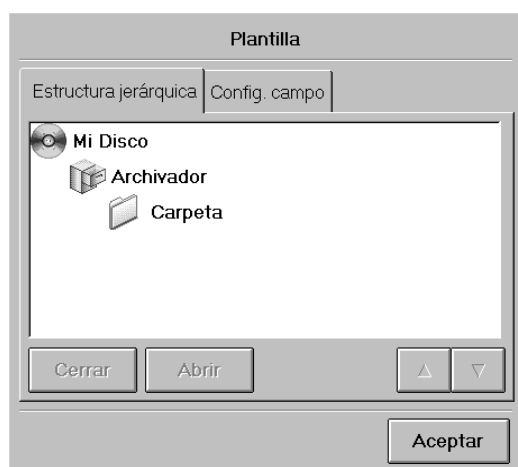 Plantilla
Estructura jerárquica Config. campo
Mi Disco
Archivador
Carpeta
Cerrar Abrir
Aceptar